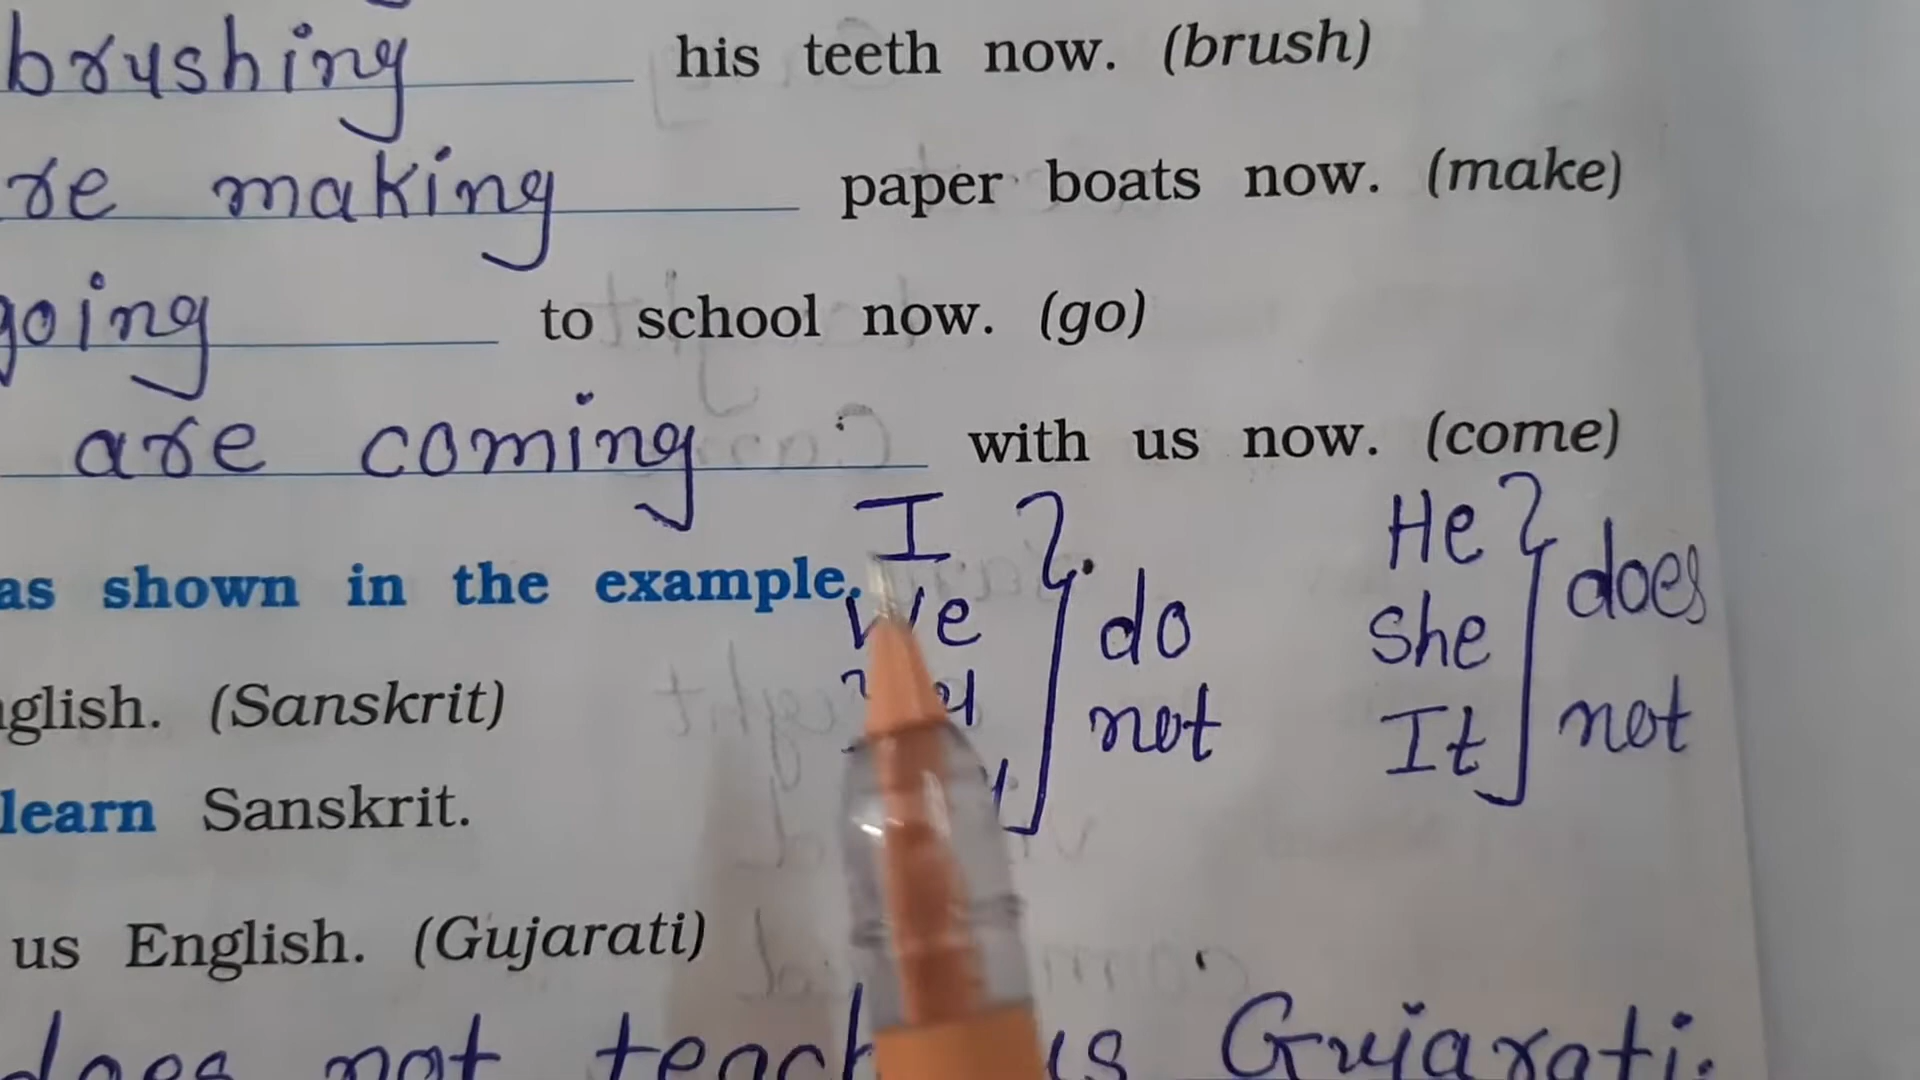 brushing his teeth now. (brush)
re making paper boats now. (make)
going to school now. (go)
are coming with us now. (come)
I He
as shown in the example.
We do She does
not It not
glish. (Sanskrit)
learn Sanskrit.
us English. (Gujarati)
does not teach us Gujarati.